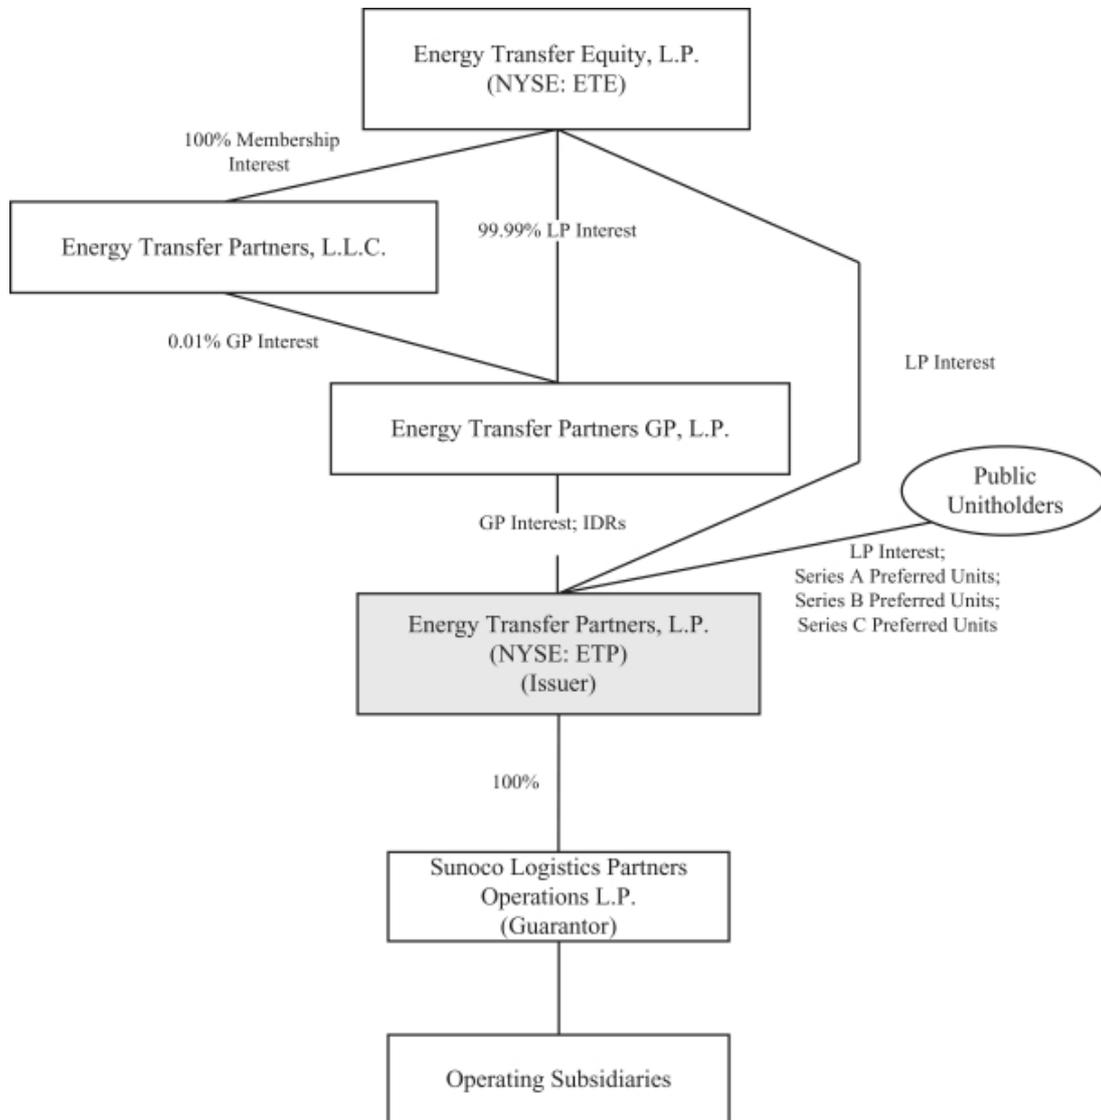 Energy Transfer Equity, L.P.
(NYSE: ETE)
100% Membership
Interest
99.99% LP Interest
Energy Transfer Partners, L.L.C.
0.01% GP Interest
LP Interest
Energy Transfer Partners GP, L.P.
Public
Unitholders
GP Interest; IDRs
LP Interest;
Series A Preferred Units;
Series B Preferred Units;
Series C Preferred Units
Energy Transfer Partners, L.P.
(NYSE: ETP)
(Issuer)
100%
Sunoco Logistics Partners
Operations L.P.
(Guarantor)
Operating Subsidiaries